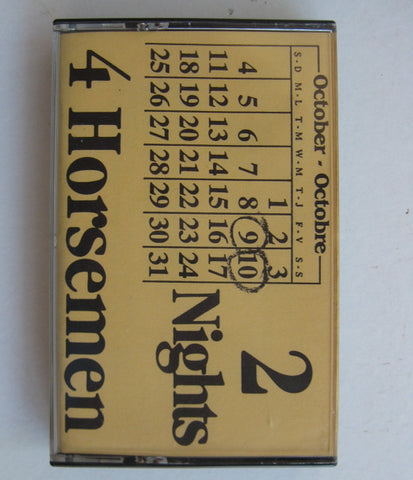 October - Octobre
S·D M·L T·M W·M T·J F·V S·S
1 2 3
4 5 6 7 8 9 10
11 12 13 14 15 16 17
18 19 20 21 22 23 24
25 26 27 28 29 30 31
2
Nights
4 Horsemen